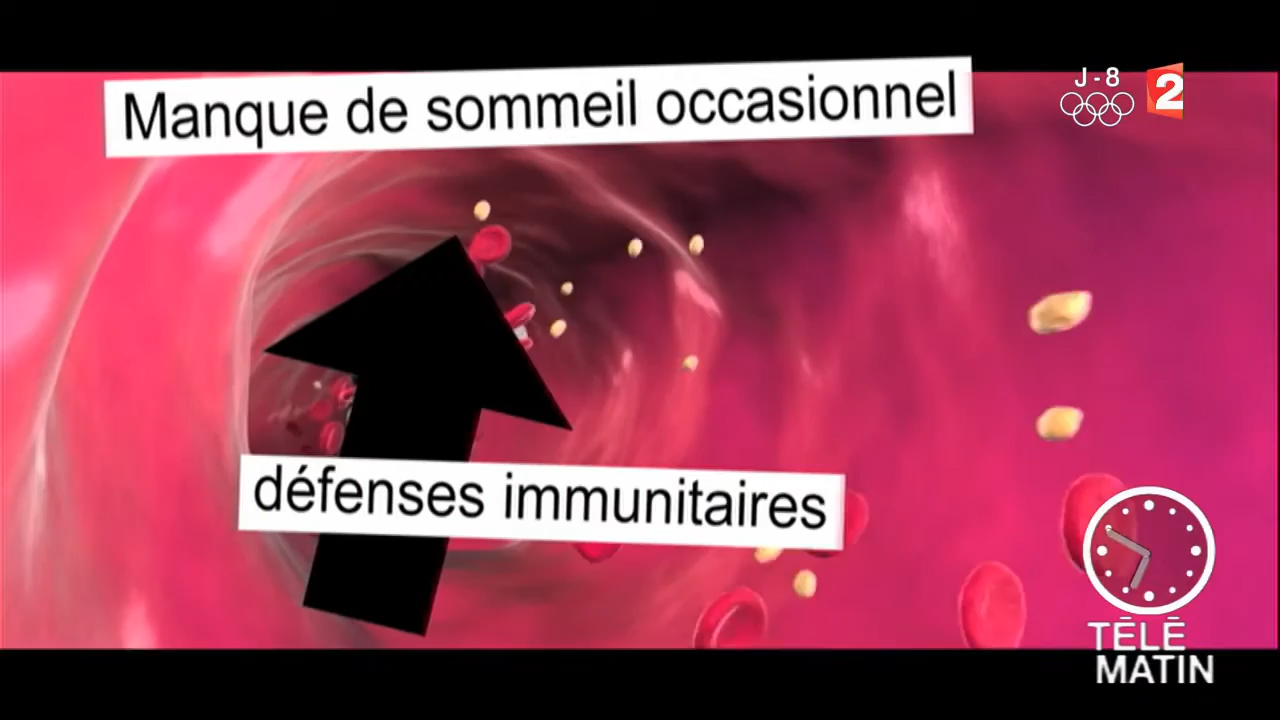 Manque de sommeil occasionnel
J-8
2
défenses immunitaires
TÉLÉ
MATIN